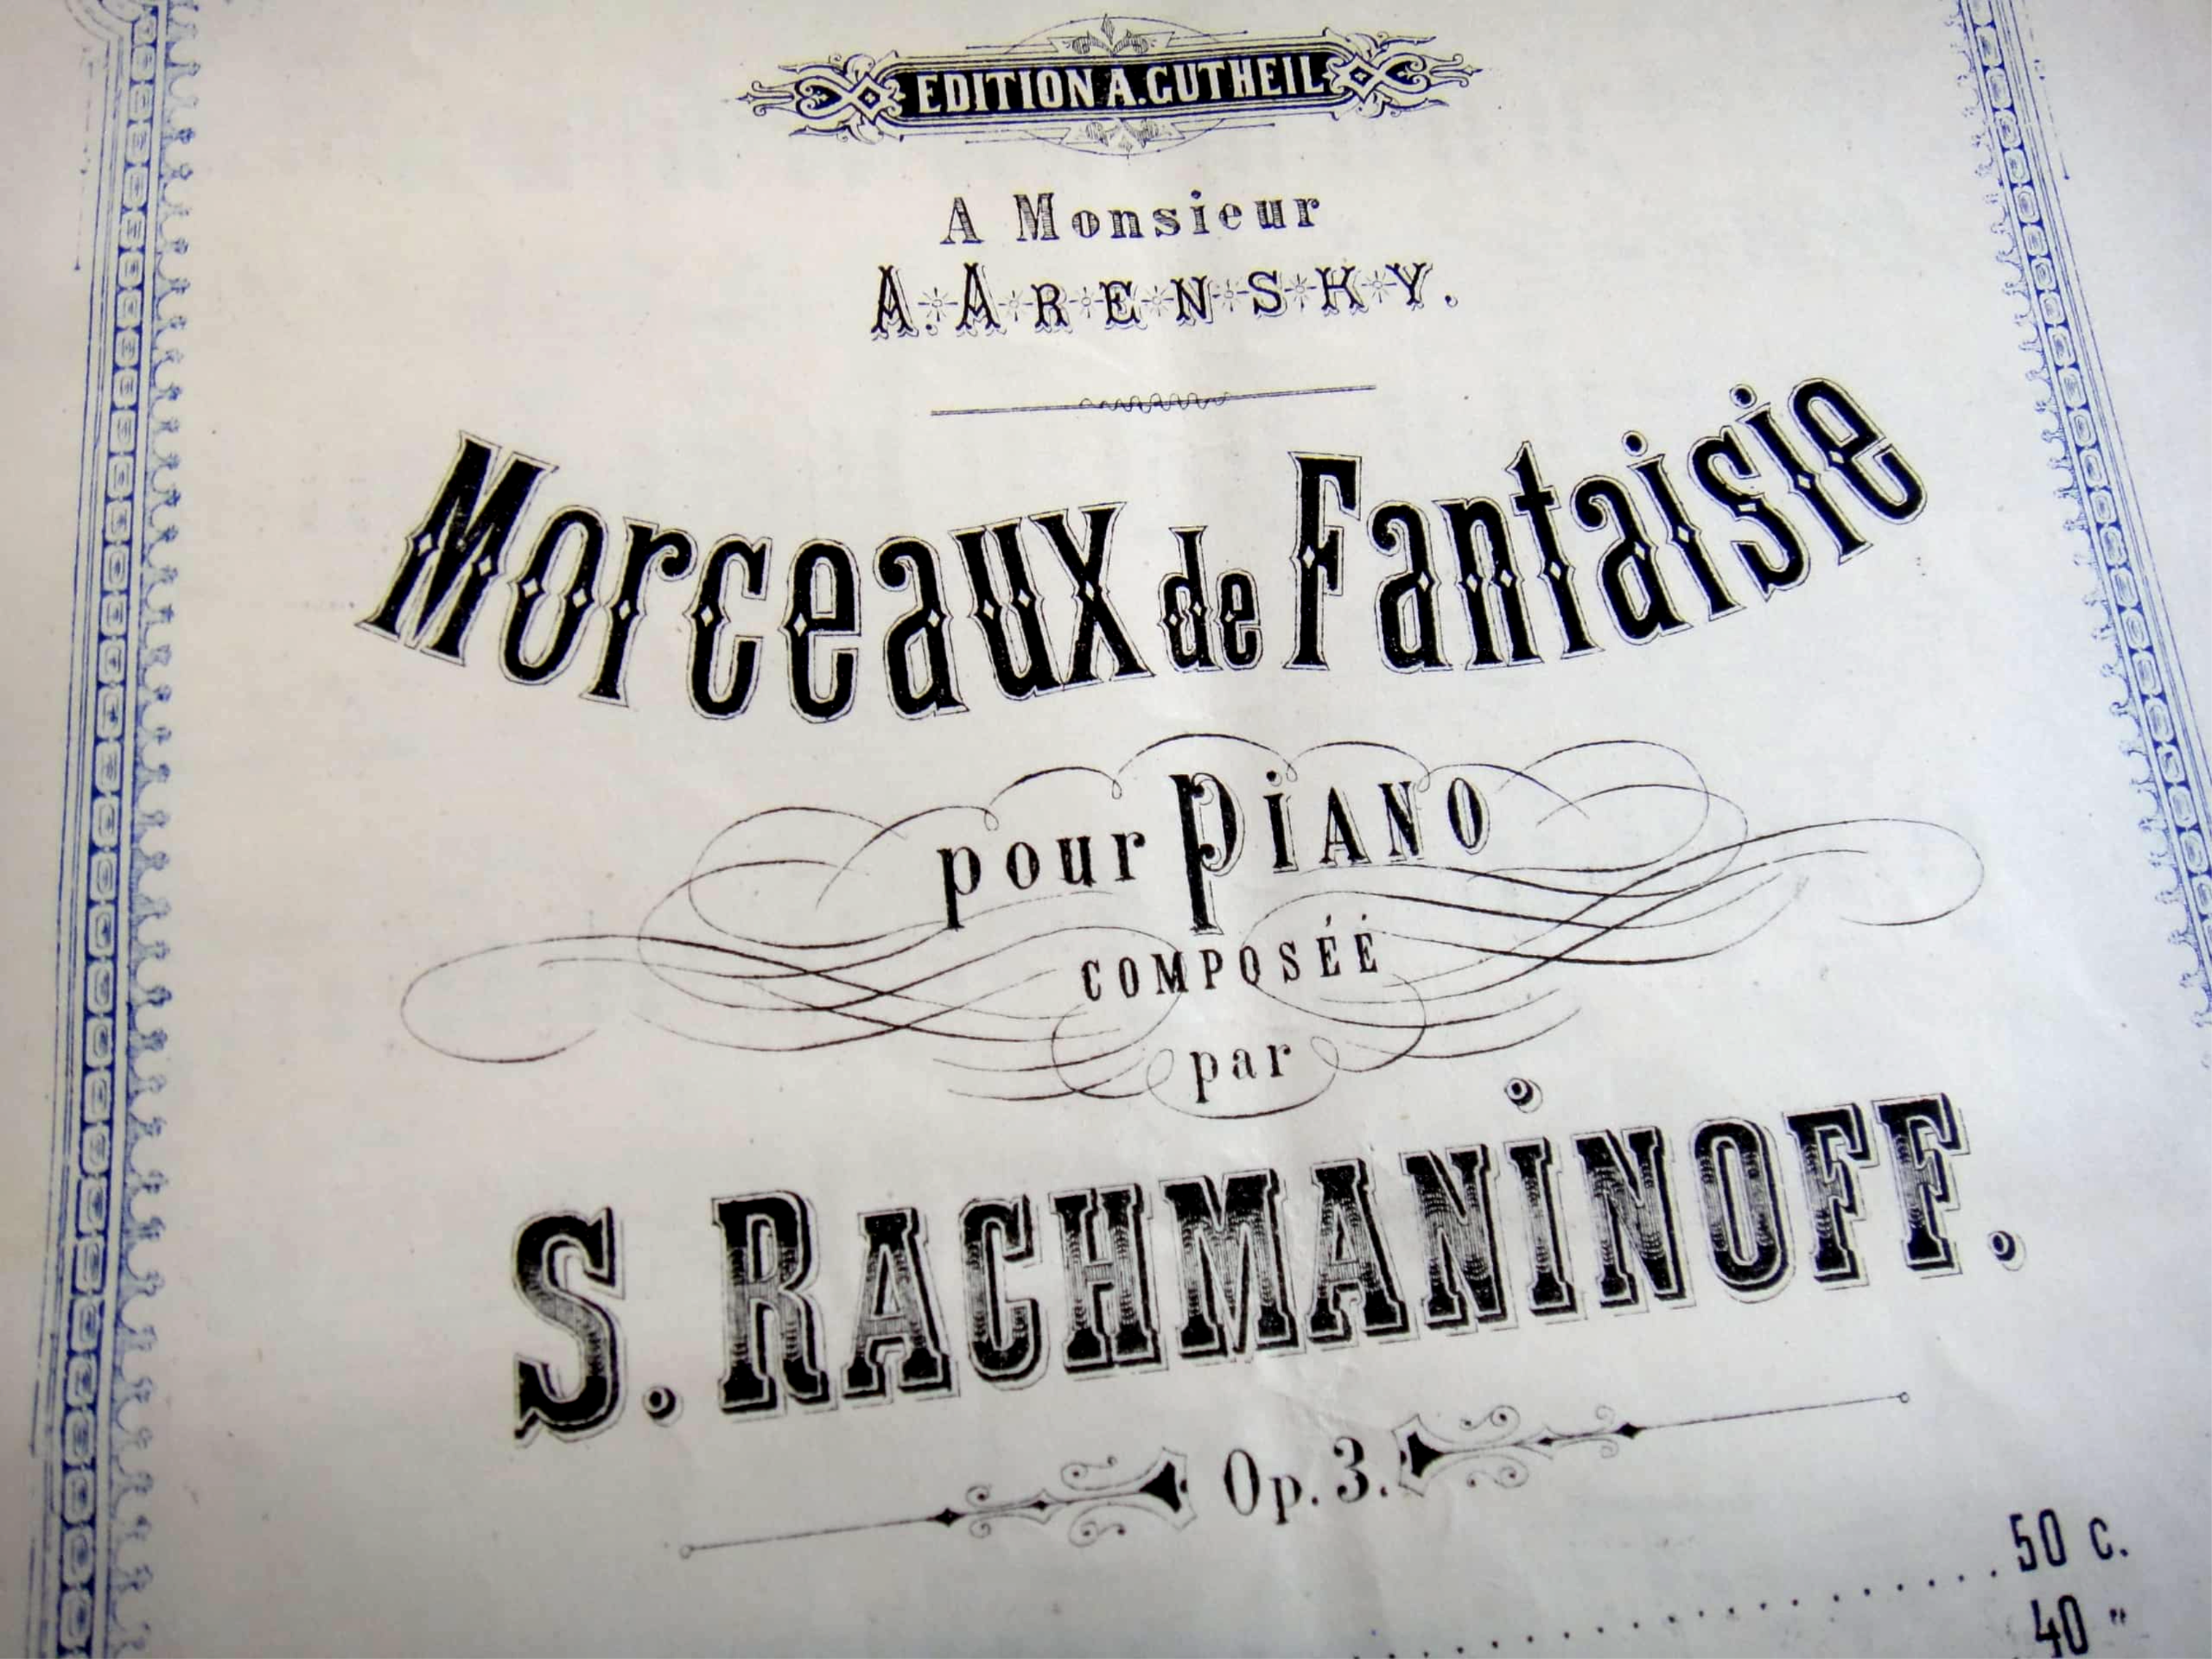 EDITION A. GUTHEIL
A Monsieur
A. ARENSKY.
Morceaux de Fantaisie
pour PiANO
COMPOSÉE
par
S. RACHMANiNOFF.
Op. 3.
50 c.
40 "